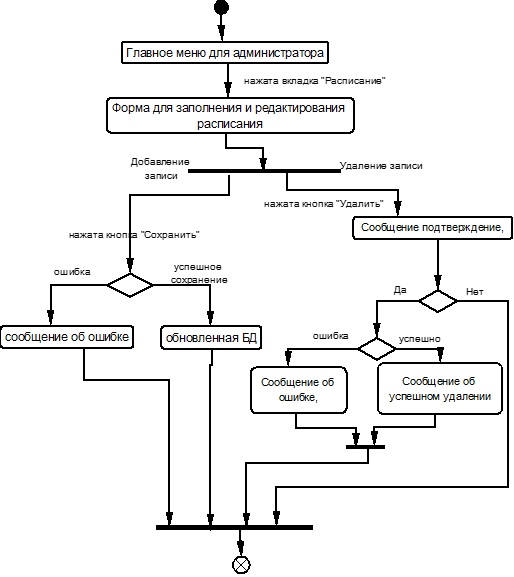 Главное меню для администратора
нажата вкладка "Расписание"
Форма для заполнения и редактирования
расписания
Добавление
записи
Удаление записи
нажата кнопка "Удалить"
Сообщение подтверждение,
нажата кнопка "Сохранить"
ошибка
успешное
сохранение
Да
Нет
сообщение об ошибке
обновленная БД
ошибка
успешно
Сообщение об
ошибке,
Сообщение об
успешном удалении